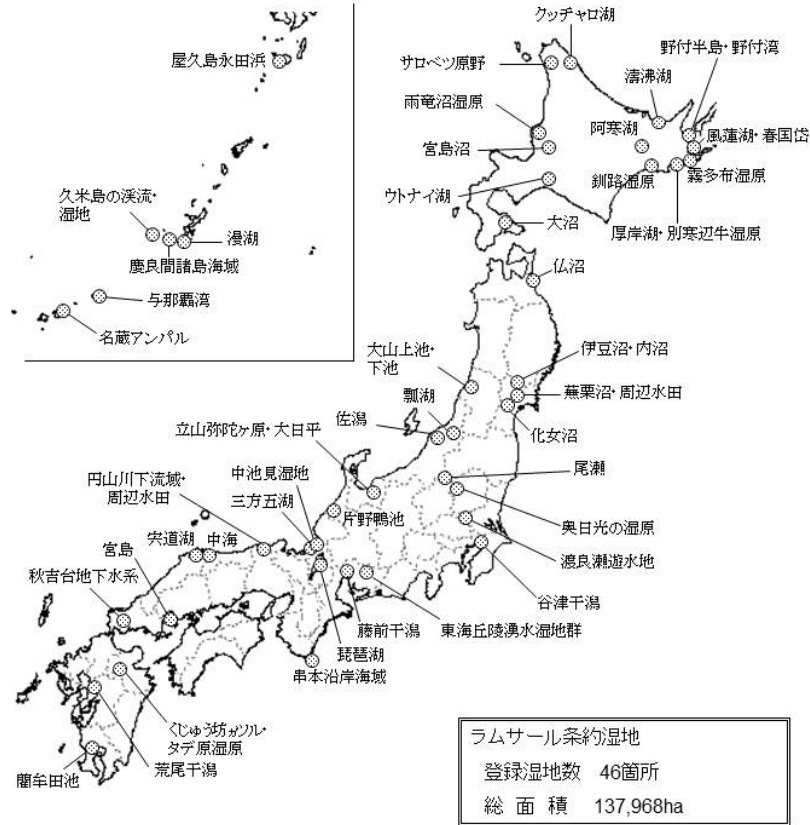 クッチャロ湖
屋久島永田浜
サロベツ原野
野付半島・野付湾
濤沸湖
雨竜沼湿原
阿寒湖
風蓮湖・春国岱
宮島沼
久米島の渓流・
湿地
ウトナイ湖
釧路湿原
霧多布湿原
漫湖
大沼
厚岸湖・別寒辺牛湿原
慶良間諸島海域
仏沼
与那覇湾
名蔵アンパル
大山上池・
下池
伊豆沼・内沼
蕪栗沼・周辺水田
瓢湖
佐潟
化女沼
立山弥陀ヶ原・大日平
円山川下流域・
周辺水田
中池見湿地
尾瀬
三方五湖
片野鴨池
奥日光の湿原
宍道湖
中海
宮島
渡良瀬遊水地
秋吉台地下水系
谷津干潟
藤前干潟
東海丘陵湧水湿地群
琵琶湖
串本沿岸海域
くじゅう坊ガツル・
タデ原湿原
荒尾干潟
藺牟田池
ラムサール条約湿地
登録湿地数 46箇所
総 面 積 137,968ha